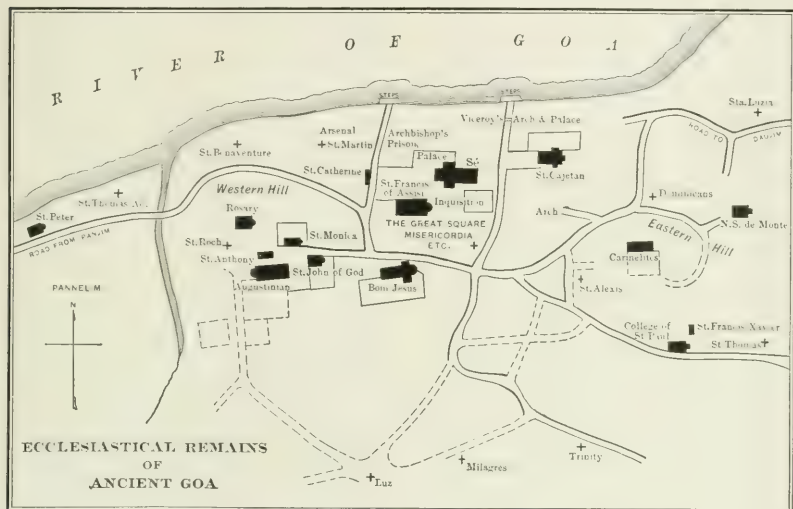 RIVER OF GOA
STEPS
STEPS
Sta. Luzia
ROAD TO
DAUJIM
Viceroy's Arch & Palace
Arsenal
St. Martin
Archbishop's
Prison
Palace
Sé
St. Cajetan
St. Bonaventure
St. Catherine
St. Francis
of Assisi
Inquisition
Dominicans
Western Hill
St. Thomas Ac.
St. Peter
Rosary
THE GREAT SQUARE
MISERICORDIA
ETC.
Arch
N.S. de Monte
Eastern
Hill
ROAD FROM PANJIM
St. Roch
St. Monica
St. Anthony
St. John of God
Augustinian
Bom Jesus
Carmelites
St. Alexis
PANNELIM
N
College of
St. Paul
St. Francis Xavier
St. Thomas
ECCLESIASTICAL REMAINS
OF
ANCIENT GOA
Luz
Milagres
Trinity